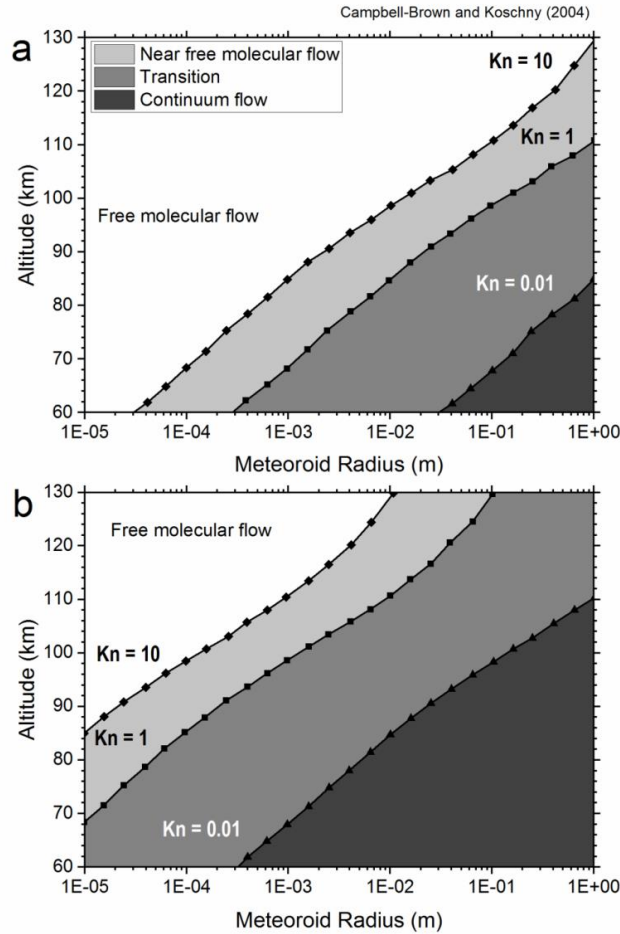 Campbell-Brown and Koschny (2004)
a
Near free molecular flow
Transition
Continuum flow
Kn = 10
Kn = 1
Free molecular flow
Kn = 0.01
Altitude (km)
130
120
110
100
90
80
70
60
1E-05 1E-04 1E-03 1E-02 1E-01 1E+00
Meteoroid Radius (m)
b
Free molecular flow
Kn = 10
Kn = 1
Kn = 0.01
Altitude (km)
130
120
110
100
90
80
70
60
1E-05 1E-04 1E-03 1E-02 1E-01 1E+00
Meteoroid Radius (m)